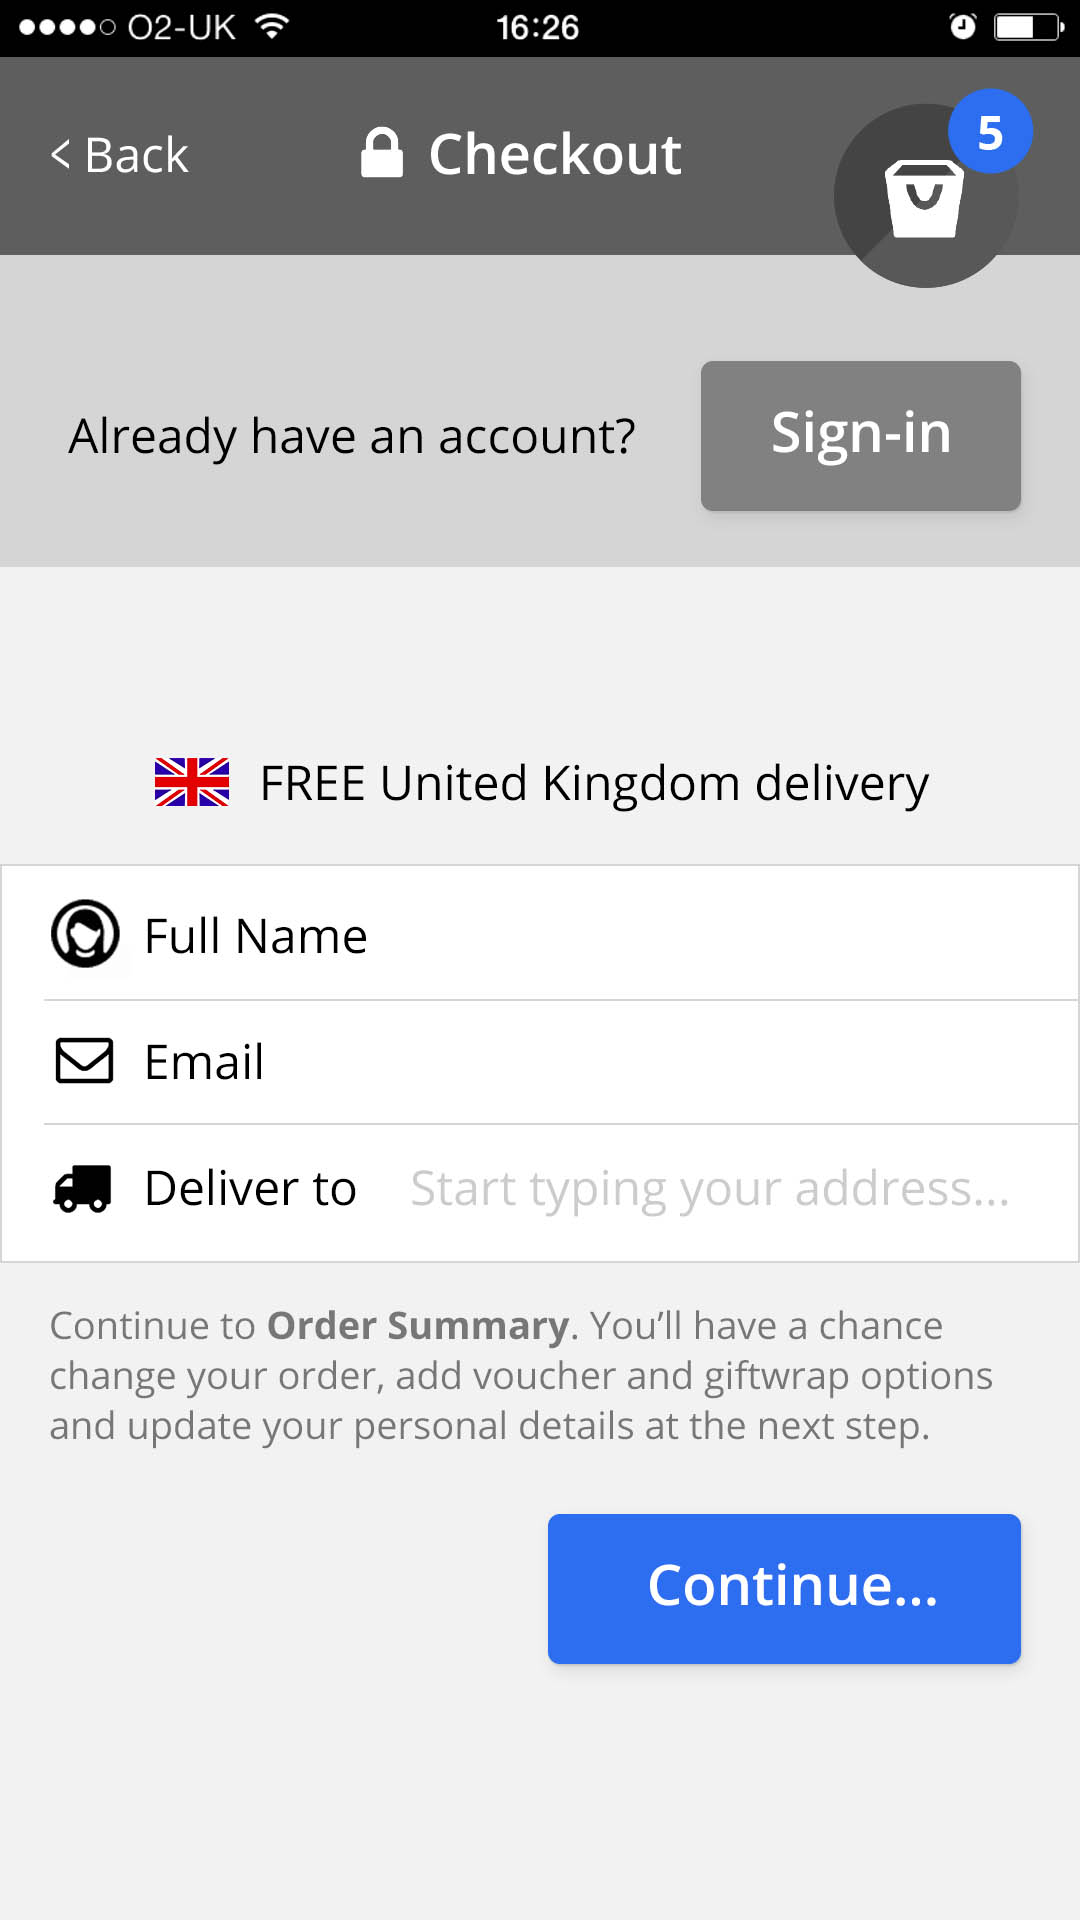 O2-UK 16:26
< Back Checkout 5
Already have an account? Sign-in
FREE United Kingdom delivery
Full Name
Email
Deliver to Start typing your address...
Continue to Order Summary. You’ll have a chance
change your order, add voucher and giftwrap options
and update your personal details at the next step.
Continue...